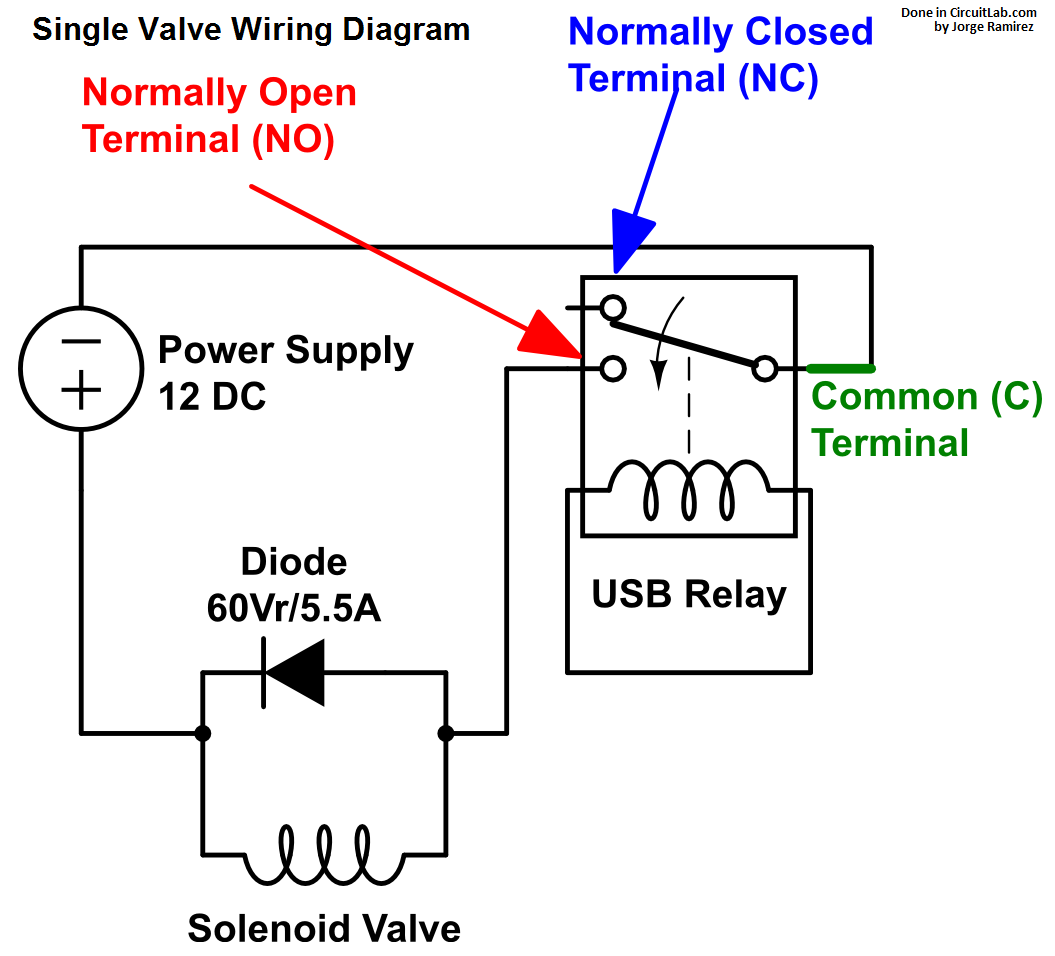 Single Valve Wiring Diagram
Done in CircuitLab.com
by Jorge Ramirez
Normally Closed
Terminal (NC)
Normally Open
Terminal (NO)
Power Supply
12 DC
Common (C)
Terminal
Diode
60Vr/5.5A
USB Relay
Solenoid Valve